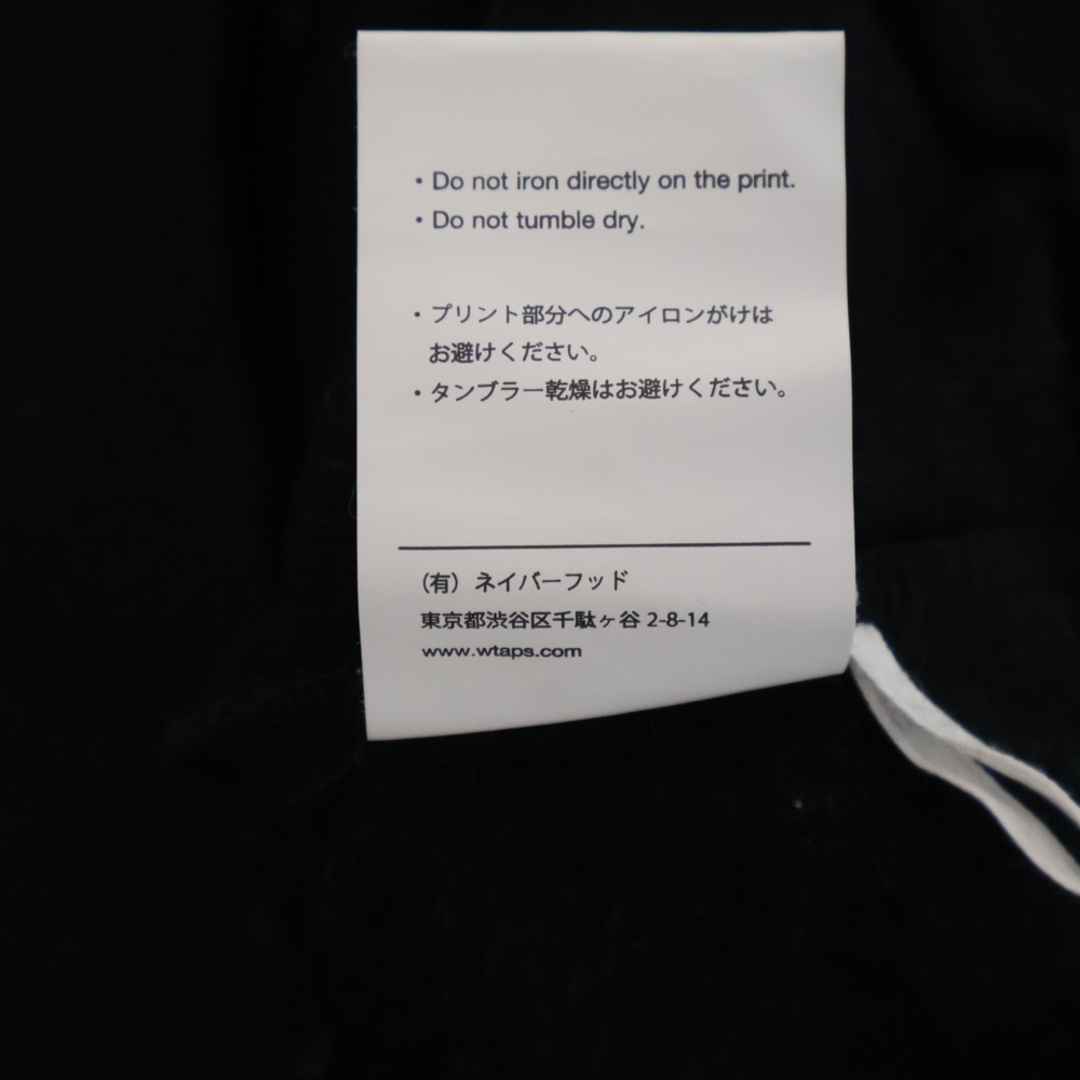 ・Do not iron directly on the print.
・Do not tumble dry.
・プリント部分へのアイロンがけは
お避けください。
・タンブラー乾燥はお避けください。
（有）ネイバーフッド
東京都渋谷区千駄ヶ谷 2-8-14
www.wtaps.com